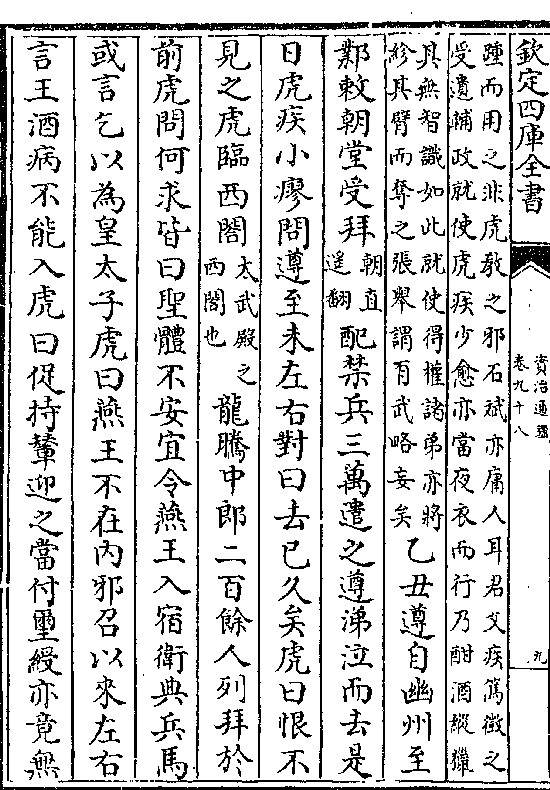 欽定四庫全書
資治通鑑
卷九十八
九
踵而用之非虎敎之邪石斌亦庸人耳君父疾篤徵之
受遺輔政就使虎疾少愈亦當夜衣而行乃酣酒縱獵
其無智識如此就使得權諸弟亦將
紾其臂而奪之張舉謂有武略妄矣
乙丑遵自幽州至
鄴敕朝堂受拜
朝直
遥翻
配禁兵三萬遣之遵涕泣而去是
日虎疾小瘳問遵至未左右對曰去已久矣虎曰恨不
見之虎臨西閤
太武殿之
西閤也
龍騰中郎二百餘人列拜於
前虎問何求皆曰聖體不安宜令燕王入宿衛典兵馬
或言乞以為皇太子虎曰燕王不在內邪召以來左右
言王酒病不能入虎曰促持輦迎之當付璽綬亦竟無